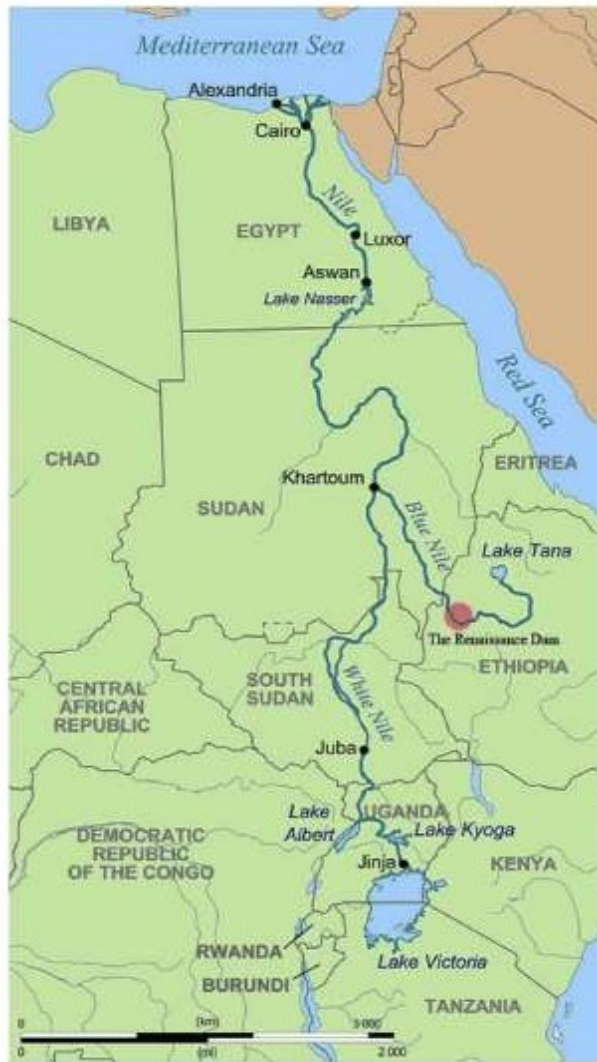 Mediterranean Sea
Alexandria
Cairo
Nile
LIBYA
EGYPT
Luxor
Aswan
Lake Nasser
Red Sea
CHAD
ERITREA
Khartoum
SUDAN
Blue Nile
Lake Tana
The Renaissance Dam
ETHIOPIA
SOUTH
SUDAN
CENTRAL
AFRICAN
REPUBLIC
White Nile
Juba
Lake
Albert
UGANDA
Lake Kyoga
DEMOCRATIC
REPUBLIC
OF THE CONGO
Jinja
KENYA
RWANDA
BURUNDI
Lake Victoria
TANZANIA
0 (km) 3 000
0 (mi) 2 000